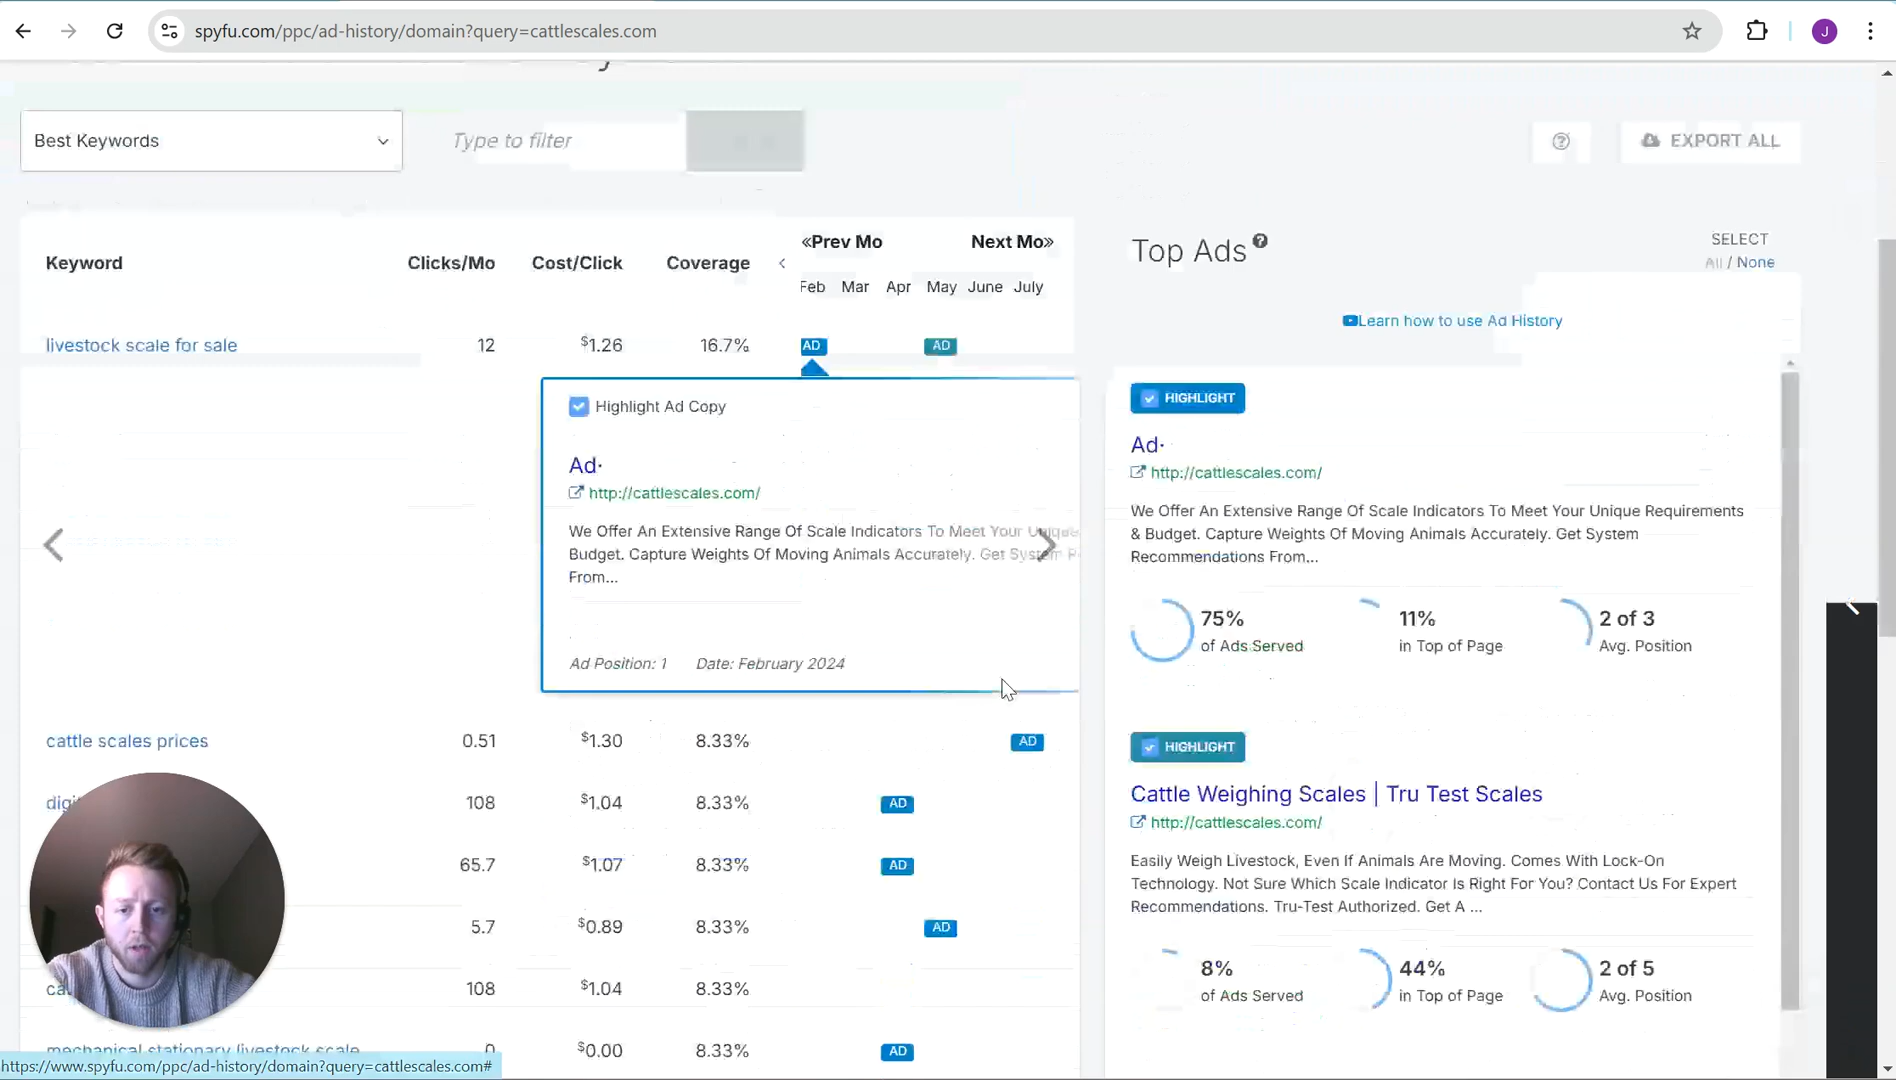 spyfu.com/ppc/ad-history/domain?query=cattlescales.com
J
Best Keywords
Type to filter
EXPORT ALL
Keyword
Clicks/Mo
Cost/Click
Coverage
«Prev Mo
Next Mo»
Feb Mar Apr May June July
livestock scale for sale 12 $1.26 16.7% AD AD
Highlight Ad Copy
Ad·
http://cattlescales.com/
We Offer An Extensive Range Of Scale Indicators To Meet Your Unique
Budget. Capture Weights Of Moving Animals Accurately. Get System
From...
Ad Position: 1 Date: February 2024
cattle scales prices 0.51 $1.30 8.33% AD
digi 108 $1.04 8.33% AD
65.7 $1.07 8.33% AD
5.7 $0.89 8.33% AD
ca 108 $1.04 8.33%
mechanical stationary livestock scale 0 $0.00 8.33% AD
https://www.spyfu.com/ppc/ad-history/domain?query=cattlescales.com#
Top Ads
SELECT
All / None
Learn how to use Ad History
HIGHLIGHT
Ad·
http://cattlescales.com/
We Offer An Extensive Range Of Scale Indicators To Meet Your Unique Requirements
& Budget. Capture Weights Of Moving Animals Accurately. Get System
Recommendations From...
75% of Ads Served
11% in Top of Page
2 of 3 Avg. Position
HIGHLIGHT
Cattle Weighing Scales | Tru Test Scales
http://cattlescales.com/
Easily Weigh Livestock, Even If Animals Are Moving. Comes With Lock-On
Technology. Not Sure Which Scale Indicator Is Right For You? Contact Us For Expert
Recommendations. Tru-Test Authorized. Get A ...
8% of Ads Served
44% in Top of Page
2 of 5 Avg. Position